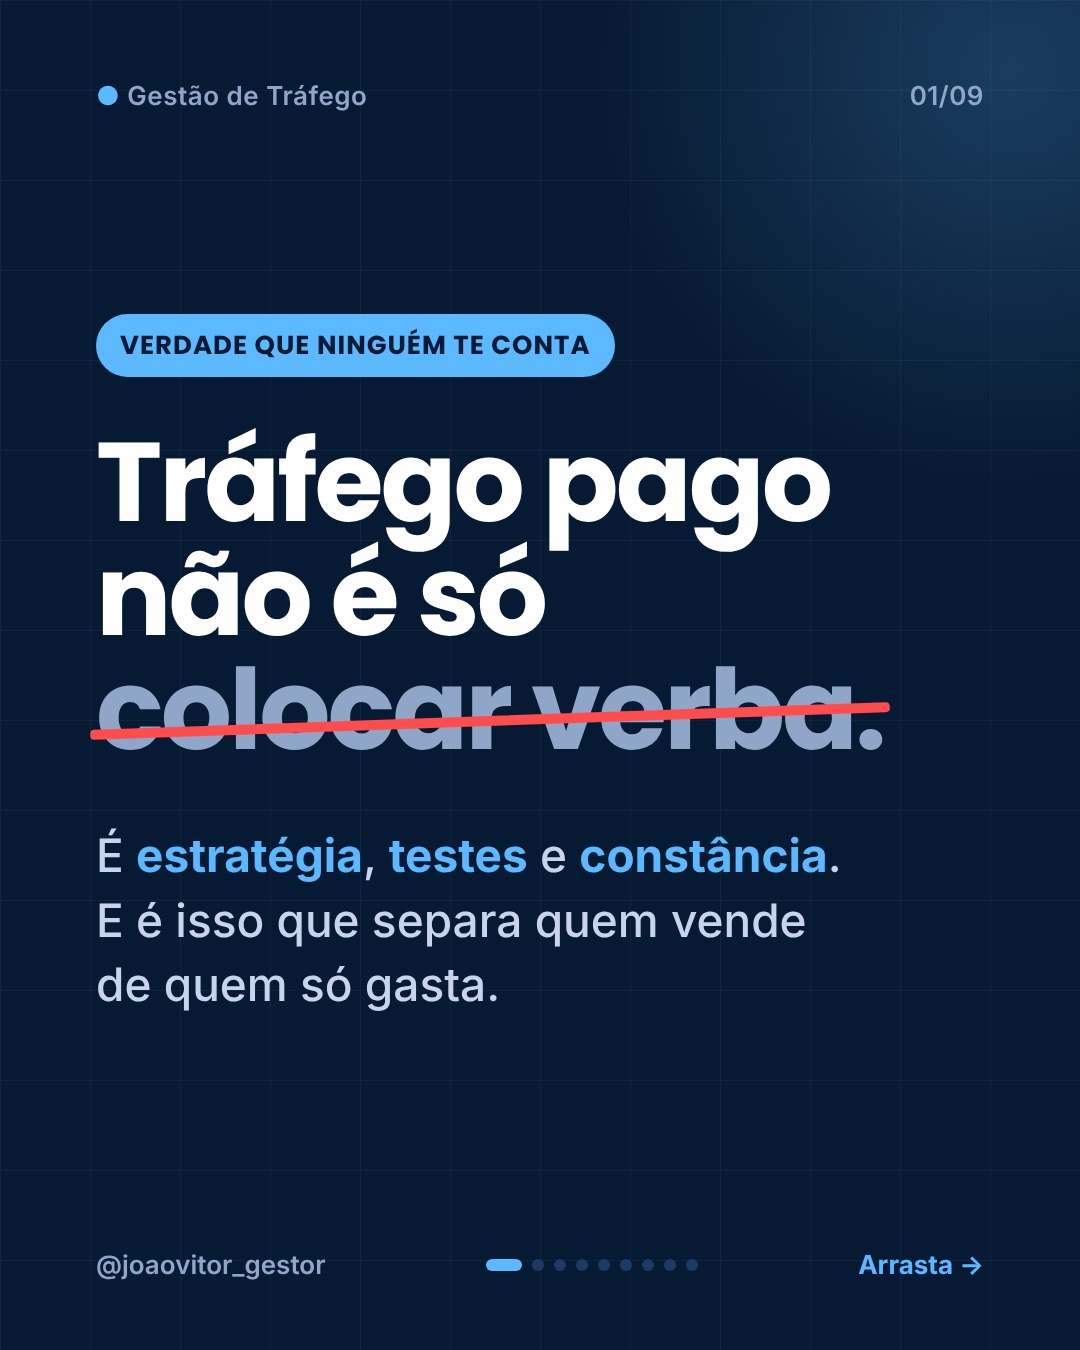 Gestão de Tráfego
01/09
VERDADE QUE NINGUÉM TE CONTA
Tráfego pago
não é só
colocar verba.
É estratégia, testes e constância.
E é isso que separa quem vende
de quem só gasta.
@joaovitor_gestor
Arrasta →